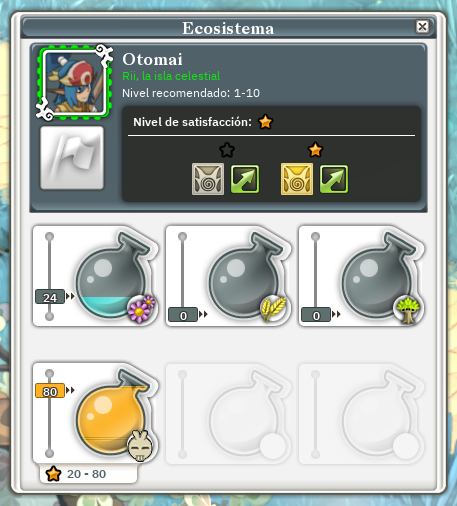 Ecosistema
Otomai
Rii, la isla celestial
Nivel recomendado: 1-10
Nivel de satisfacción:
24
0
0
80
20 - 80